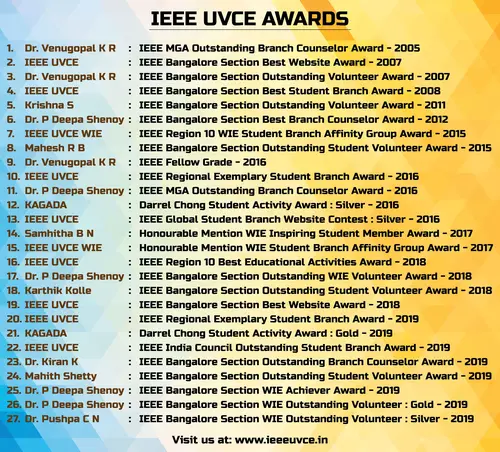 IEEE UVCE AWARDS
1. Dr. Venugopal K R : IEEE MGA Outstanding Branch Counselor Award - 2005
2. IEEE UVCE : IEEE Bangalore Section Best Website Award - 2007
3. Dr. Venugopal K R : IEEE Bangalore Section Outstanding Volunteer Award - 2007
4. IEEE UVCE : IEEE Bangalore Section Best Student Branch Award - 2008
5. Krishna S : IEEE Bangalore Section Outstanding Volunteer Award - 2011
6. Dr. P Deepa Shenoy : IEEE Bangalore Section Best Branch Counselor Award - 2012
7. IEEE UVCE WIE : IEEE Region 10 WIE Student Branch Affinity Group Award - 2015
8. Mahesh R B : IEEE Bangalore Section Outstanding Student Volunteer Award - 2015
9. Dr. Venugopal K R : IEEE Fellow Grade - 2016
10. IEEE UVCE : IEEE Regional Exemplary Student Branch Award - 2016
11. Dr. P Deepa Shenoy : IEEE MGA Outstanding Branch Counselor Award - 2016
12. KAGADA : Darrel Chong Student Activity Award : Silver - 2016
13. IEEE UVCE : IEEE Global Student Branch Website Contest : Silver - 2016
14. Samhitha B N : Honourable Mention WIE Inspiring Student Member Award - 2017
15. IEEE UVCE WIE : Honourable Mention WIE Student Branch Affinity Group Award - 2017
16. IEEE UVCE : IEEE Region 10 Best Educational Activities Award - 2018
17. Dr. P Deepa Shenoy : IEEE Bangalore Section Outstanding WIE Volunteer Award - 2018
18. Karthik Kolle : IEEE Bangalore Section Outstanding Student Volunteer Award - 2018
19. IEEE UVCE : IEEE Bangalore Section Best Website Award - 2018
20. IEEE UVCE : IEEE Regional Exemplary Student Branch Award - 2019
21. KAGADA : Darrel Chong Student Activity Award : Gold - 2019
22. IEEE UVCE : IEEE India Council Outstanding Student Branch Award - 2019
23. Dr. Kiran K : IEEE Bangalore Section Outstanding Branch Counselor Award - 2019
24. Mahith Shetty : IEEE Bangalore Section Outstanding Student Volunteer Award - 2019
25. Dr. P Deepa Shenoy : IEEE Bangalore Section WIE Achiever Award - 2019
26. Dr. P Deepa Shenoy : IEEE Bangalore Section WIE Outstanding Volunteer : Gold - 2019
27. Dr. Pushpa C N : IEEE Bangalore Section WIE Outstanding Volunteer : Silver - 2019
Visit us at: www.ieeeuvce.in